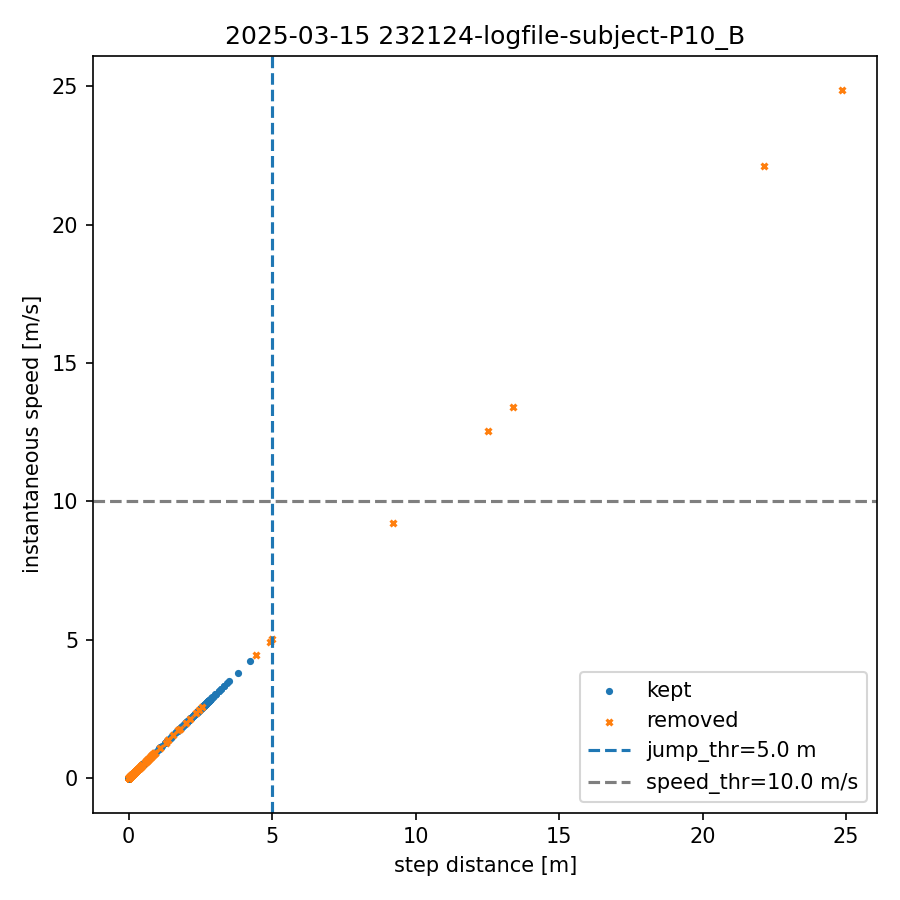 2025-03-15 232124-logfile-subject-P10_B
25
20
15
10
5
0
instantaneous speed [m/s]
kept
removed
jump_thr=5.0 m
speed_thr=10.0 m/s
0 5 10 15 20 25
step distance [m]